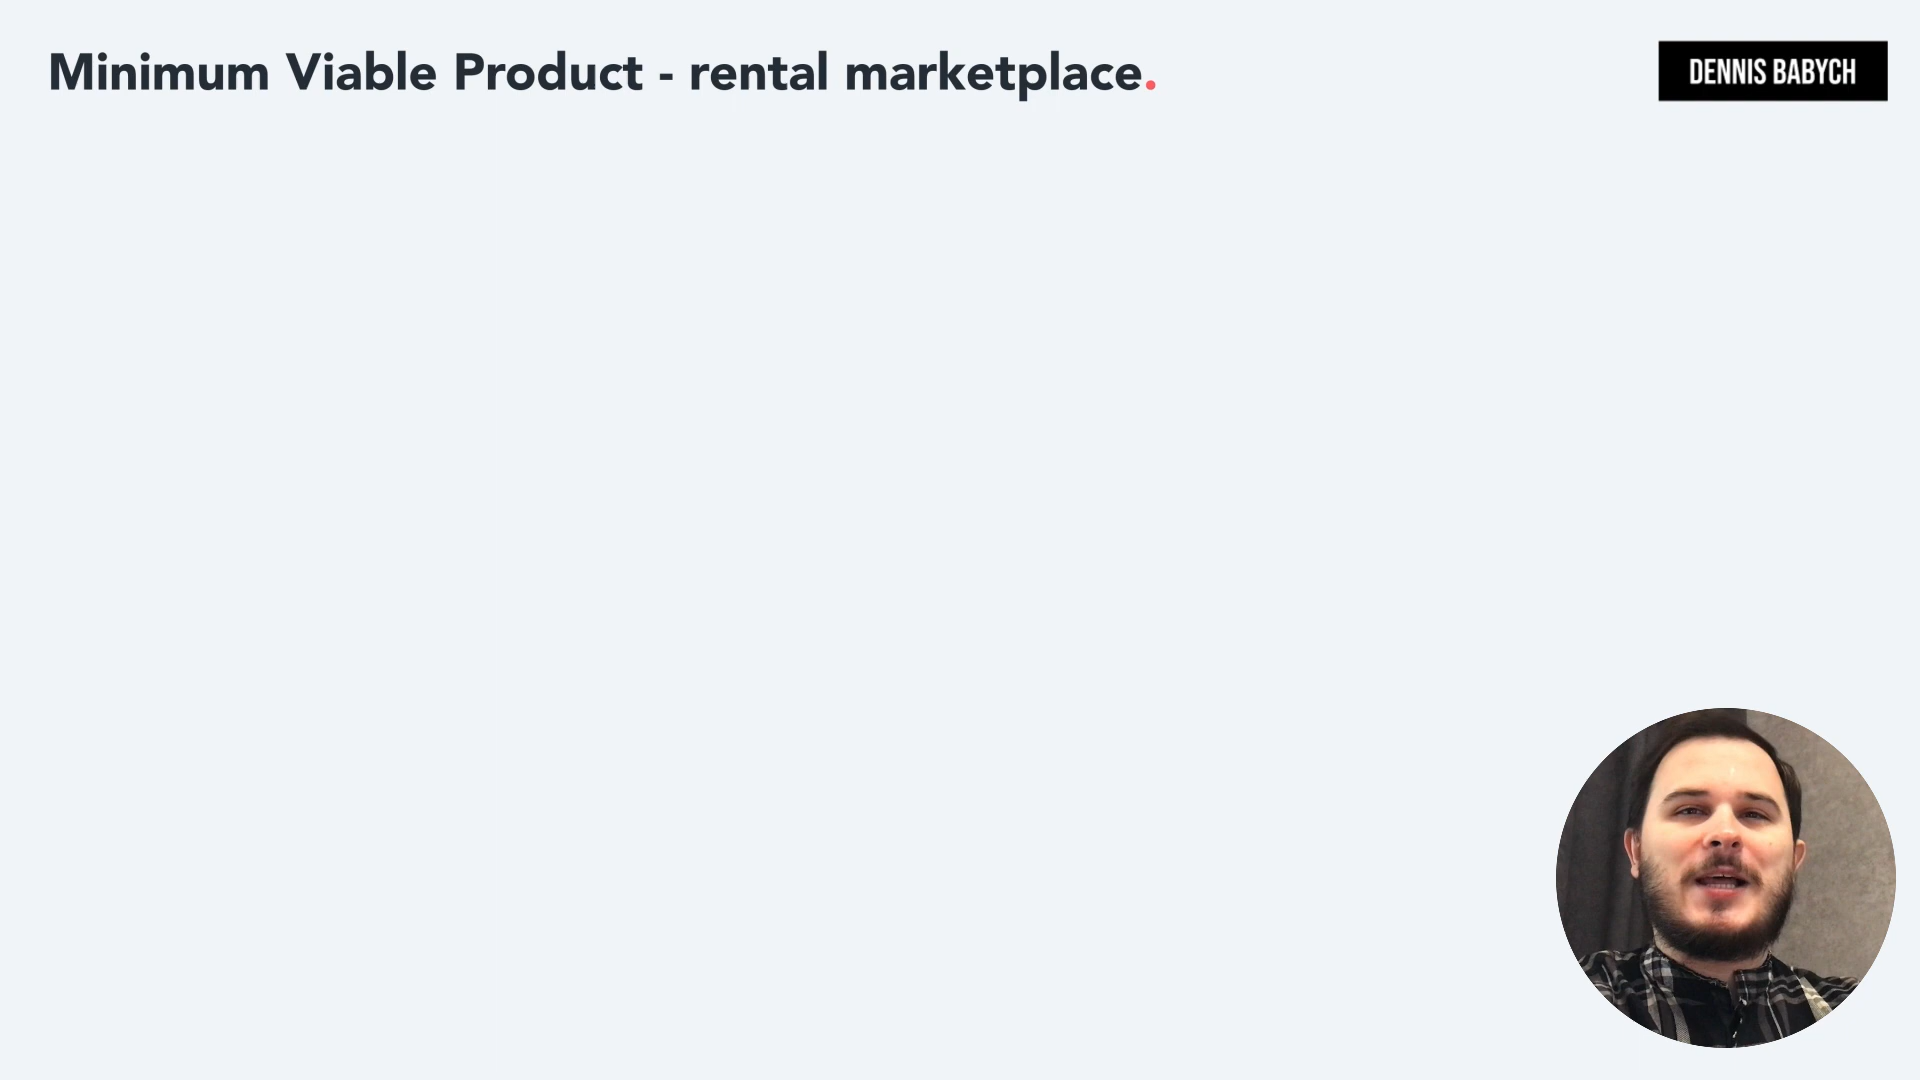 Minimum Viable Product - rental marketplace.
DENNIS BABYCH